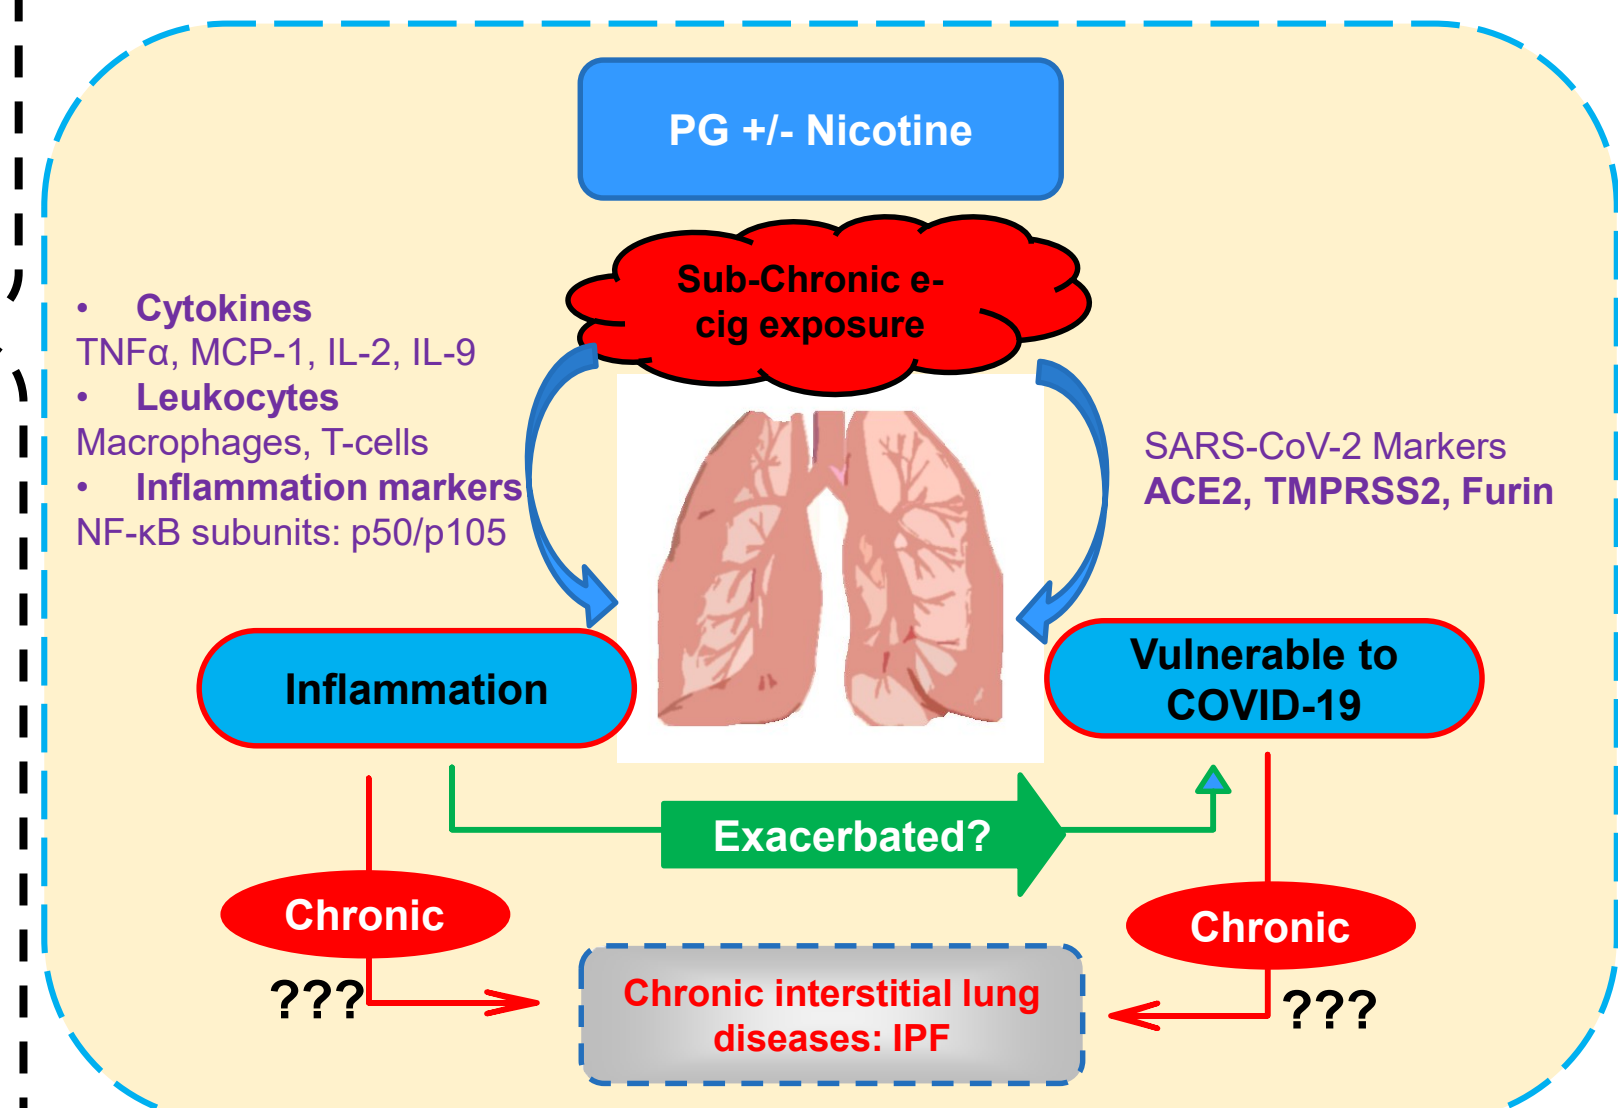 PG +/- Nicotine
Sub-Chronic e-
cig exposure
• Cytokines
TNFα, MCP-1, IL-2, IL-9
• Leukocytes
Macrophages, T-cells
• Inflammation markers
NF-κB subunits: p50/p105
SARS-CoV-2 Markers
ACE2, TMPRSS2, Furin
Inflammation
Vulnerable to
COVID-19
Exacerbated?
Chronic
Chronic
???
???
Chronic interstitial lung
diseases: IPF